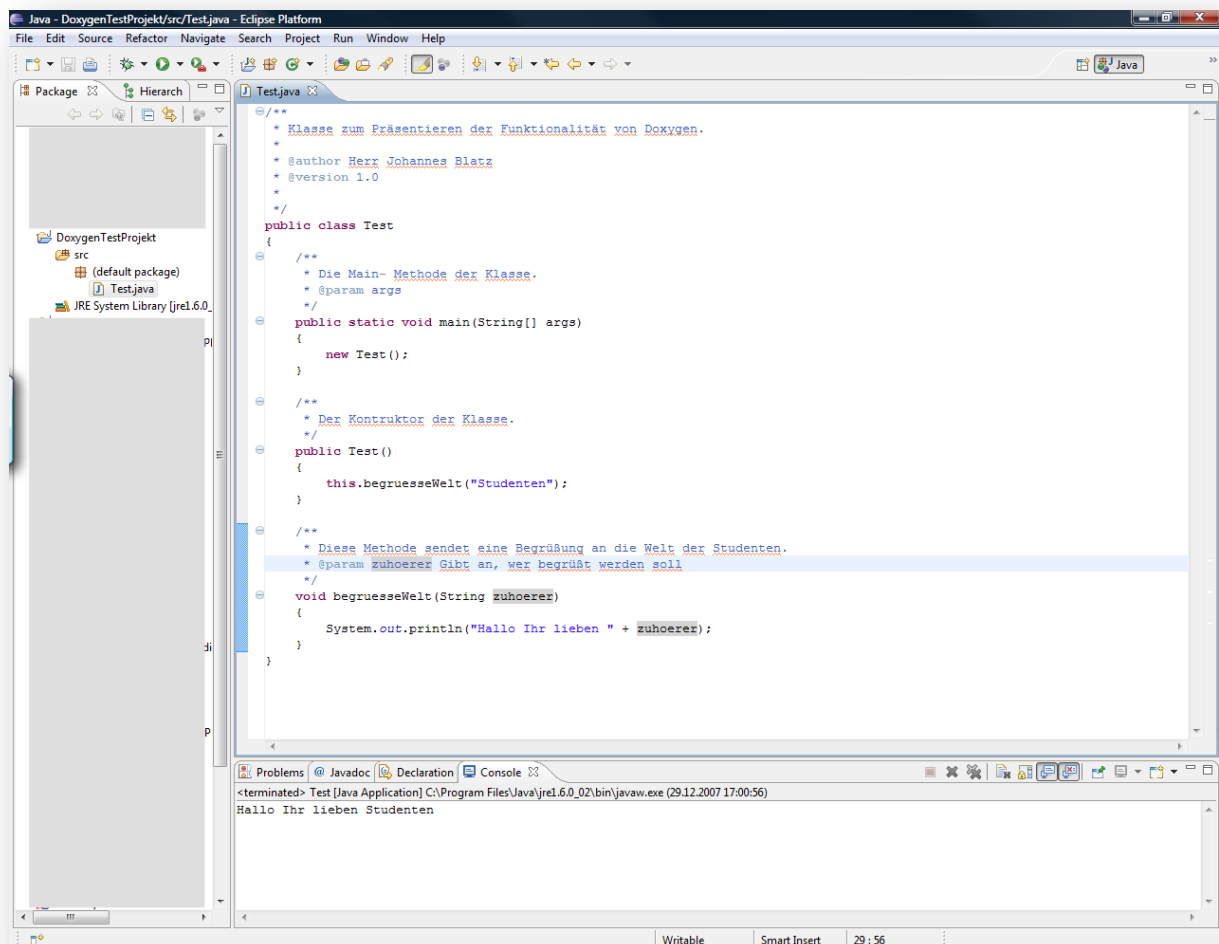 Java - DoxygenTestProjekt/src/Test.java - Eclipse Platform
File Edit Source Refactor Navigate Search Project Run Window Help
Java
Package Hierarch
Test.java
DoxygenTestProjekt
src
(default package)
Test.java
JRE System Library [jre1.6.0_
/**
* Klasse zum Präsentieren der Funktionalität von Doxygen.
*
* @author Herr Johannes Blatz
* @version 1.0
*
*/
public class Test
{
/**
* Die Main- Methode der Klasse.
* @param args
*/
public static void main(String[] args)
{
new Test();
}
/**
* Der Kontruktor der Klasse.
*/
public Test()
{
this.begruesseWelt("Studenten");
}
/**
* Diese Methode sendet eine Begrüßung an die Welt der Studenten.
* @param zuhoerer Gibt an, wer begrüßt werden soll
*/
void begruesseWelt(String zuhoerer)
{
System.out.println("Hallo Ihr lieben " + zuhoerer);
}
}
Problems @ Javadoc Declaration Console
<terminated> Test [Java Application] C:\Program Files\Java\jre1.6.0_02\bin\javaw.exe (29.12.2007 17:00:56)
Hallo Ihr lieben Studenten
Writable Smart Insert 29 : 56